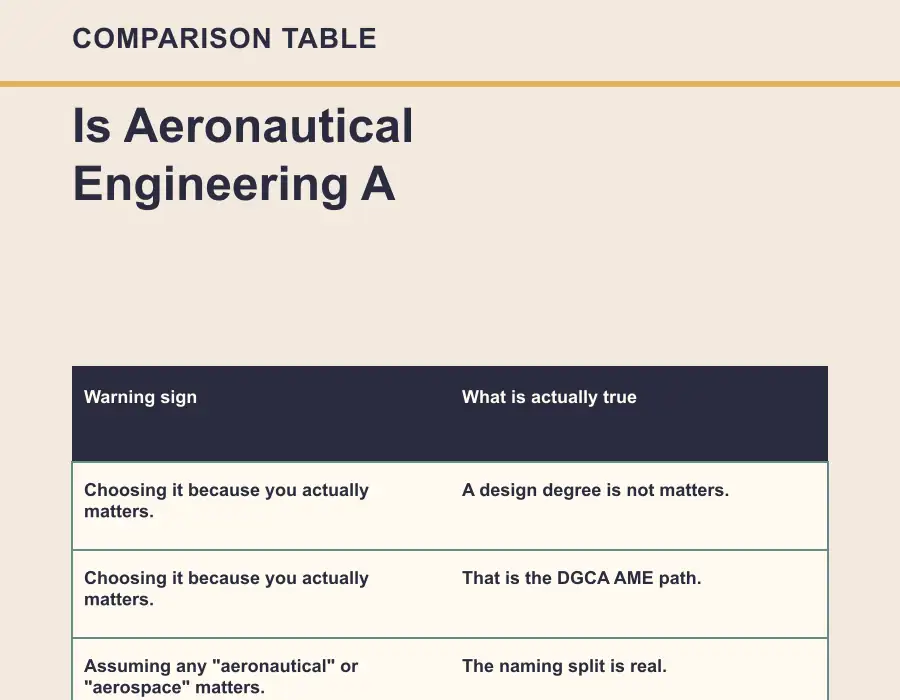 COMPARISON TABLE
Is Aeronautical
Engineering A
Warning sign
What is actually true
Choosing it because you actually
matters.
A design degree is not matters.
Choosing it because you actually
matters.
That is the DGCA AME path.
Assuming any "aeronautical" or
"aerospace" matters.
The naming split is real.